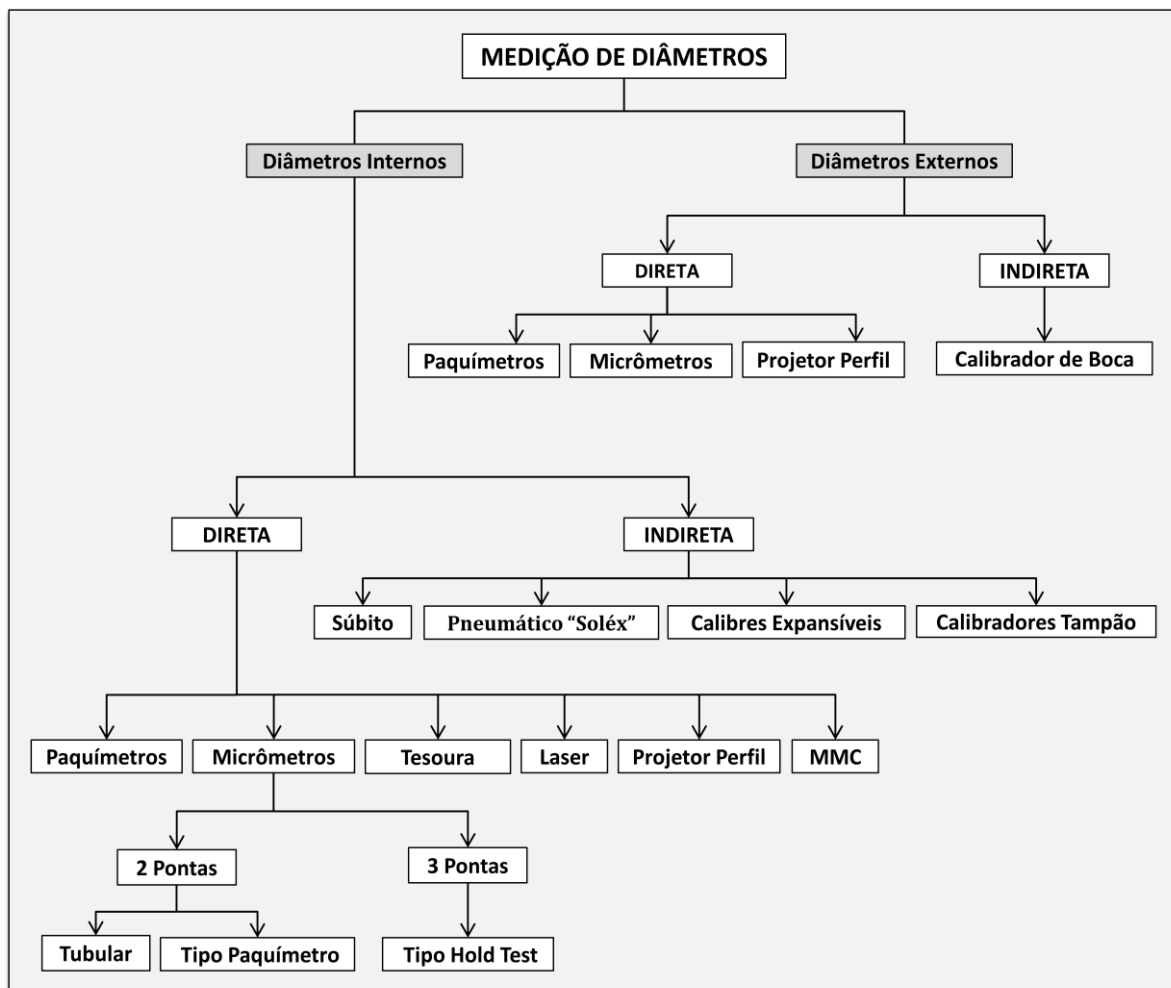 MEDIÇÃO DE DIÂMETROS
Diâmetros Internos
Diâmetros Externos
DIRETA
INDIRETA
Paquímetros
Micrômetros
Projetor Perfil
Calibrador de Boca
DIRETA
INDIRETA
Súbito
Pneumático “Soléx”
Calibres Expansíveis
Calibradores Tampão
Paquímetros
Micrômetros
Tesoura
Laser
Projetor Perfil
MMC
2 Pontas
3 Pontas
Tubular
Tipo Paquímetro
Tipo Hold Test